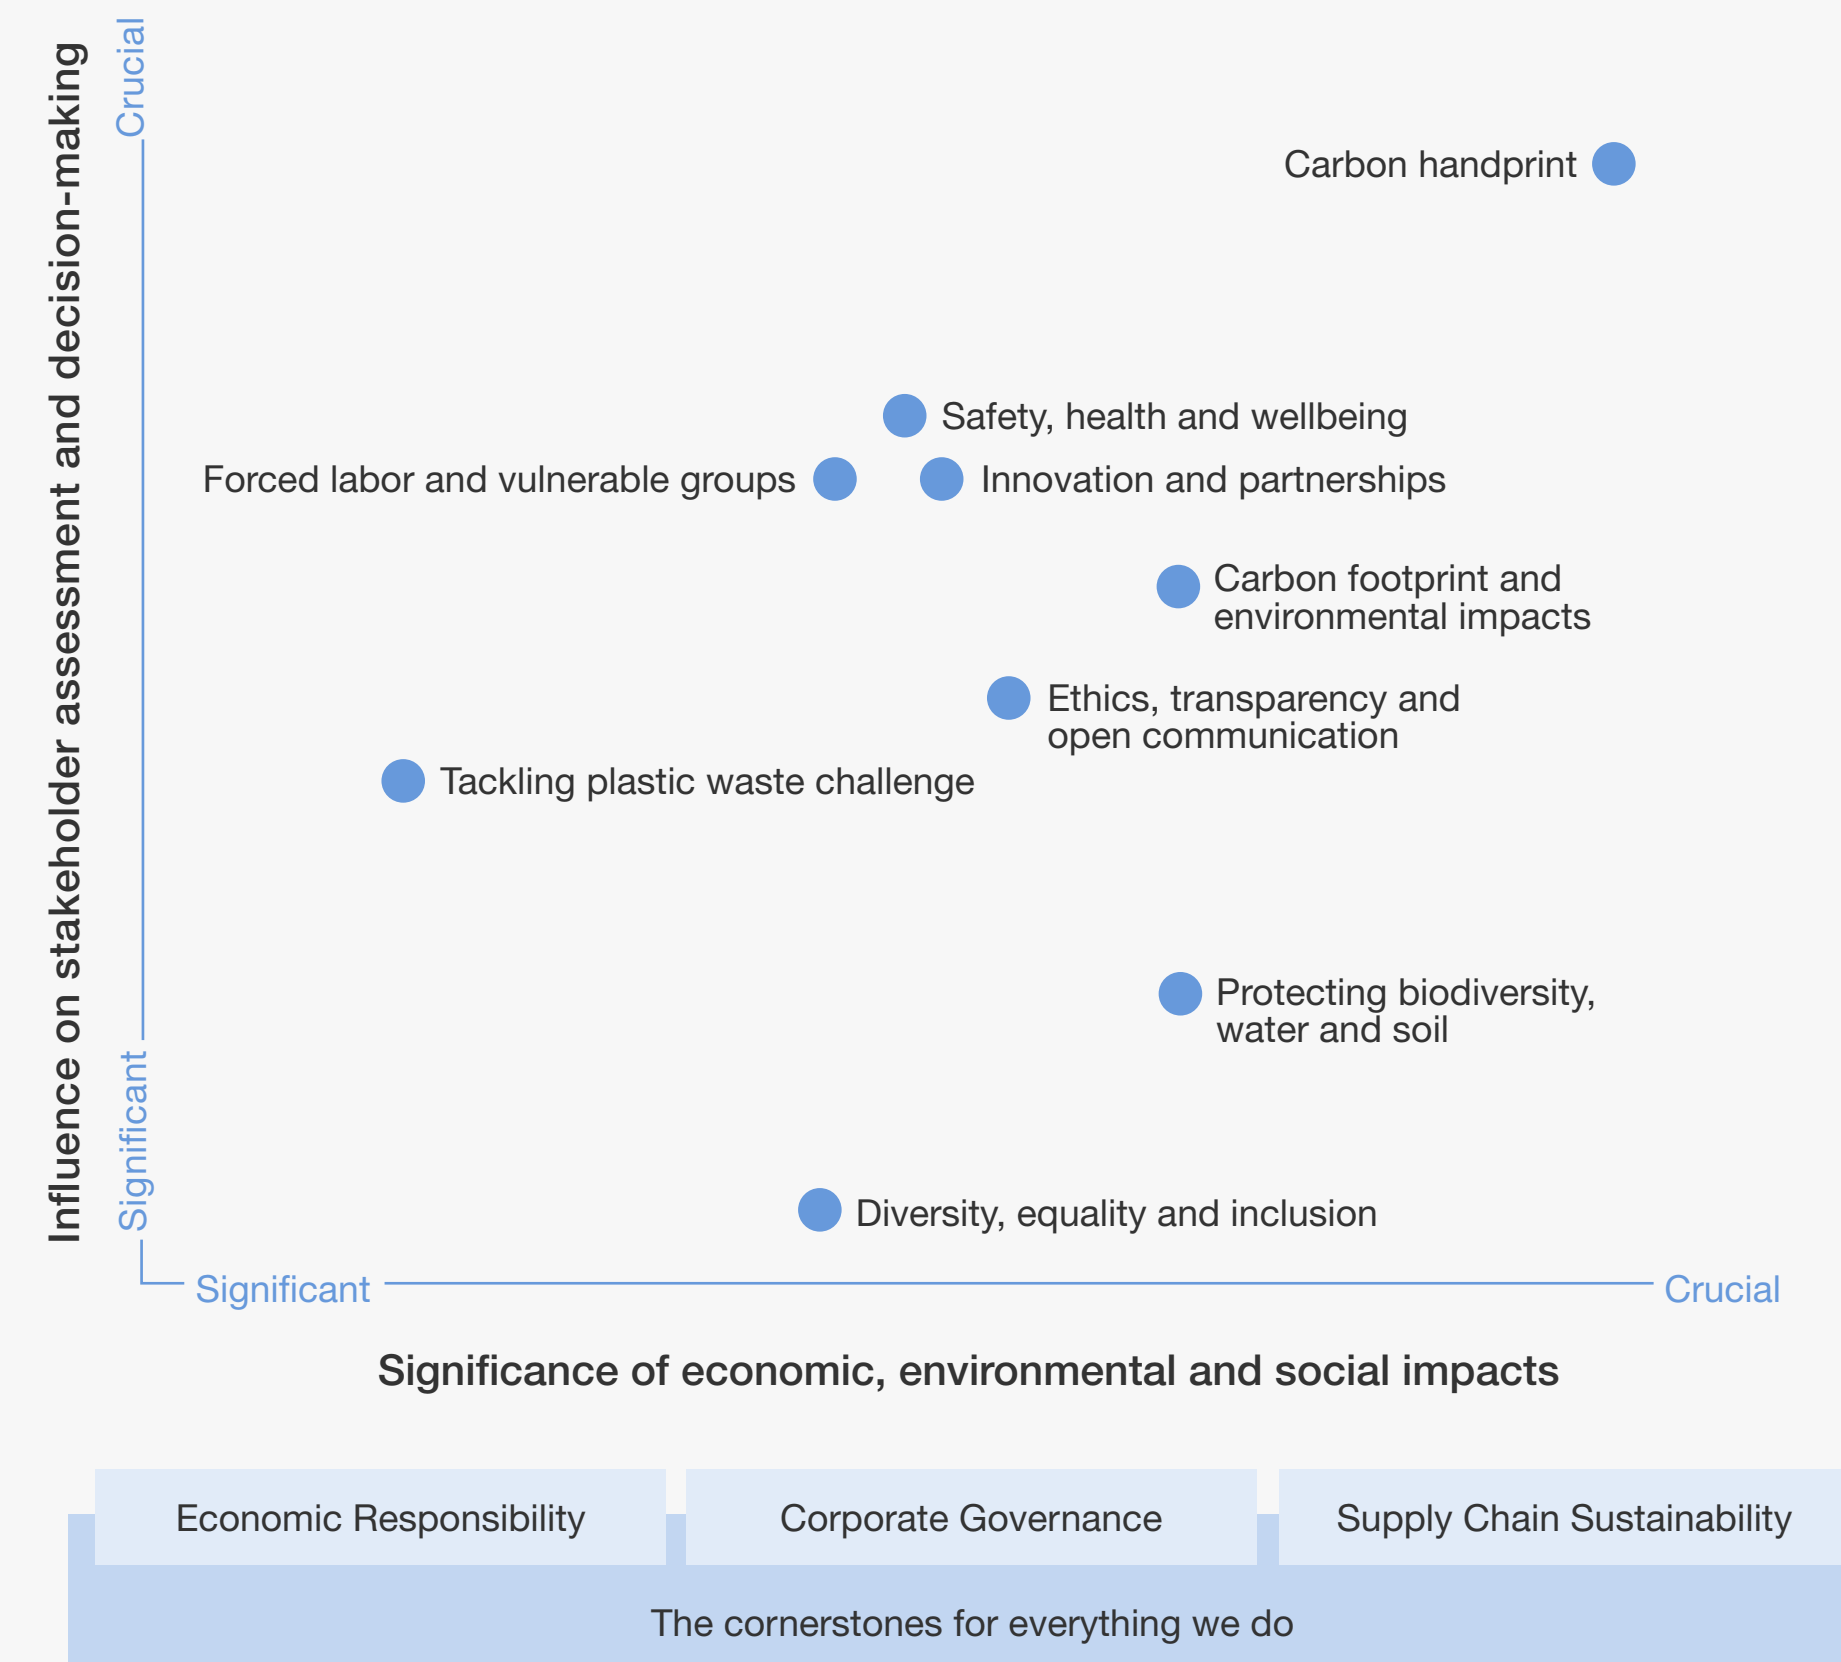 Influence on stakeholder assessment and decision-making
Crucial
Significant
Carbon handprint
Safety, health and wellbeing
Forced labor and vulnerable groups
Innovation and partnerships
Carbon footprint and
environmental impacts
Ethics, transparency and
open communication
Tackling plastic waste challenge
Protecting biodiversity,
water and soil
Diversity, equality and inclusion
Significant
Crucial
Significance of economic, environmental and social impacts
Economic Responsibility
Corporate Governance
Supply Chain Sustainability
The cornerstones for everything we do